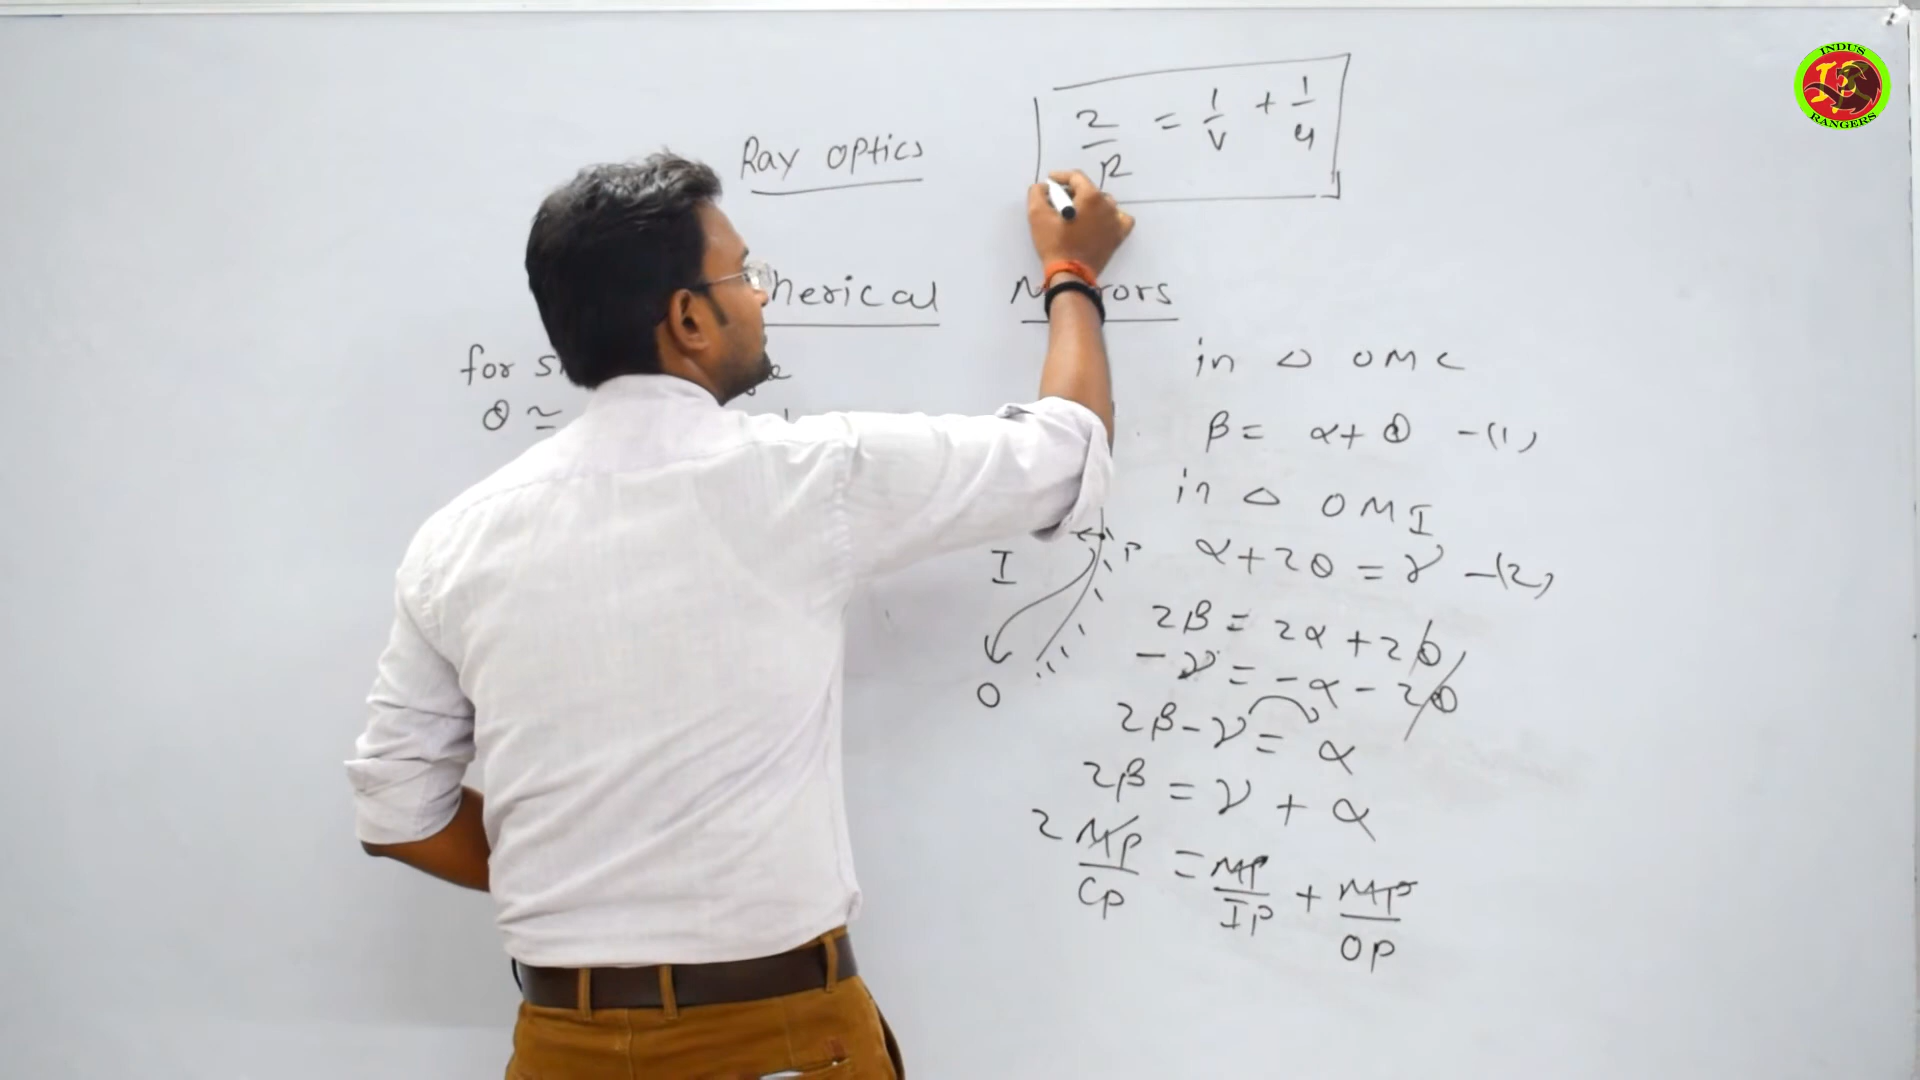 INDUS
RANGERS
2/R = 1/v + 1/u
Ray optics
herical M rors
for s
θ ≃
in △ OMC
β = α + θ -(1)
in △ OMI
α + 2θ = γ -(2)
I
P
O
2β = 2α + 2θ
-γ = -α - 2θ
2β - γ = α
2β = γ + α
2 MP/CP = MP/IP + MP/OP